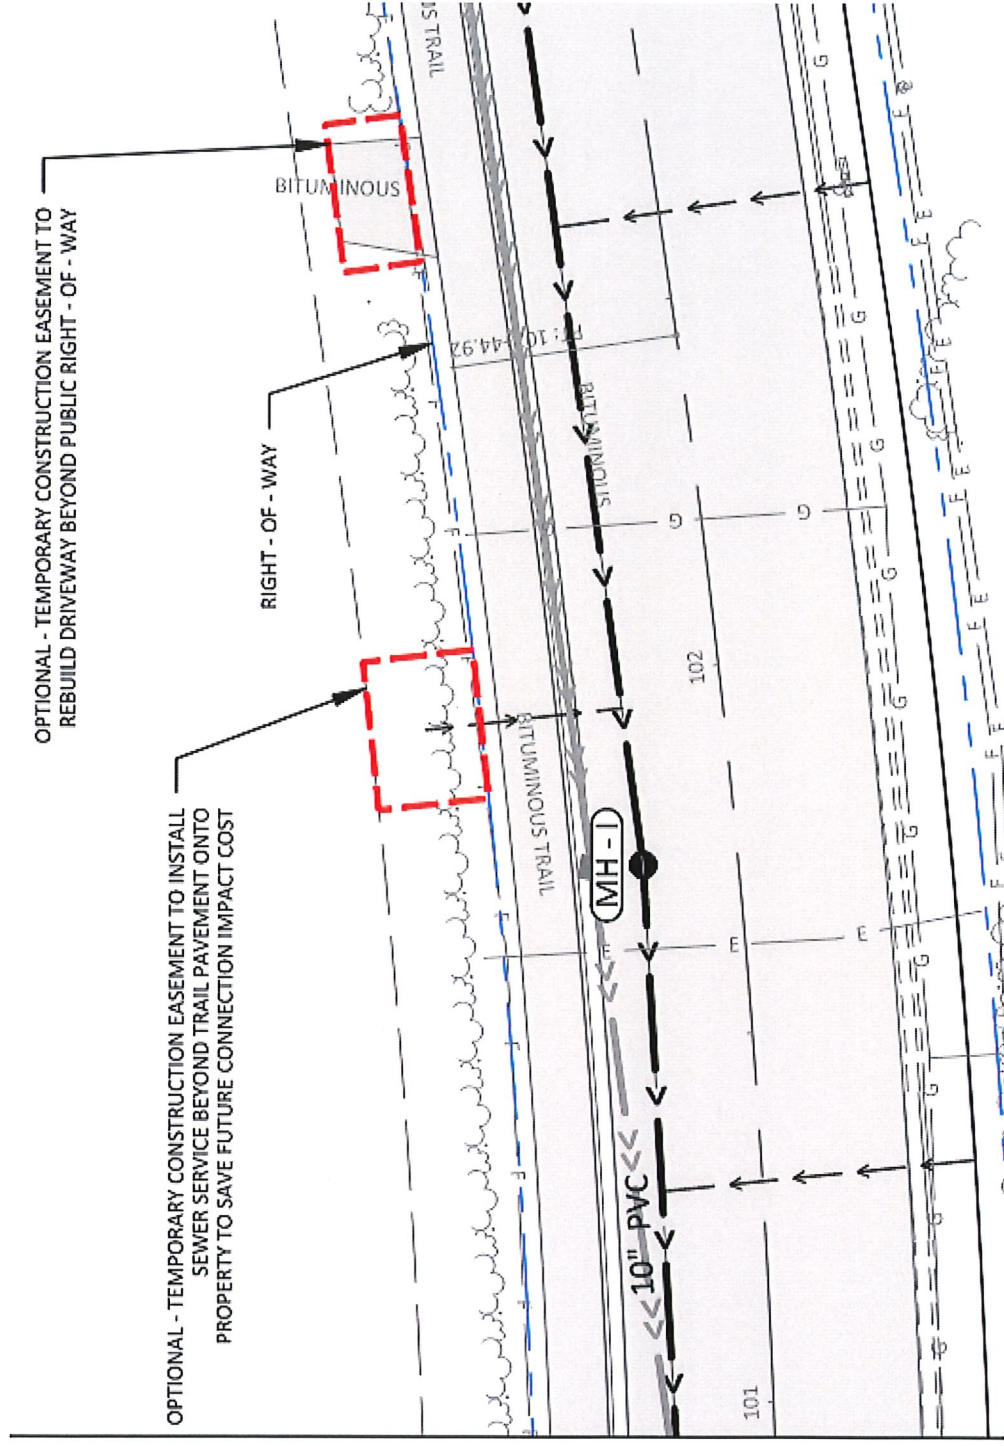 OPTIONAL - TEMPORARY CONSTRUCTION EASEMENT TO
REBUILD DRIVEWAY BEYOND PUBLIC RIGHT - OF - WAY
RIGHT - OF - WAY
OPTIONAL - TEMPORARY CONSTRUCTION EASEMENT TO INSTALL
SEWER SERVICE BEYOND TRAIL PAVEMENT ONTO
PROPERTY TO SAVE FUTURE CONNECTION IMPACT COST
US TRAIL
BITUMINOUS
BITUMINOUS
BITUMINOUS TRAIL
MH - I
10" PVC
102
101
G
G
G
G
G
G
G
G
G
G
G
E
E
E
E
E
E
E
E